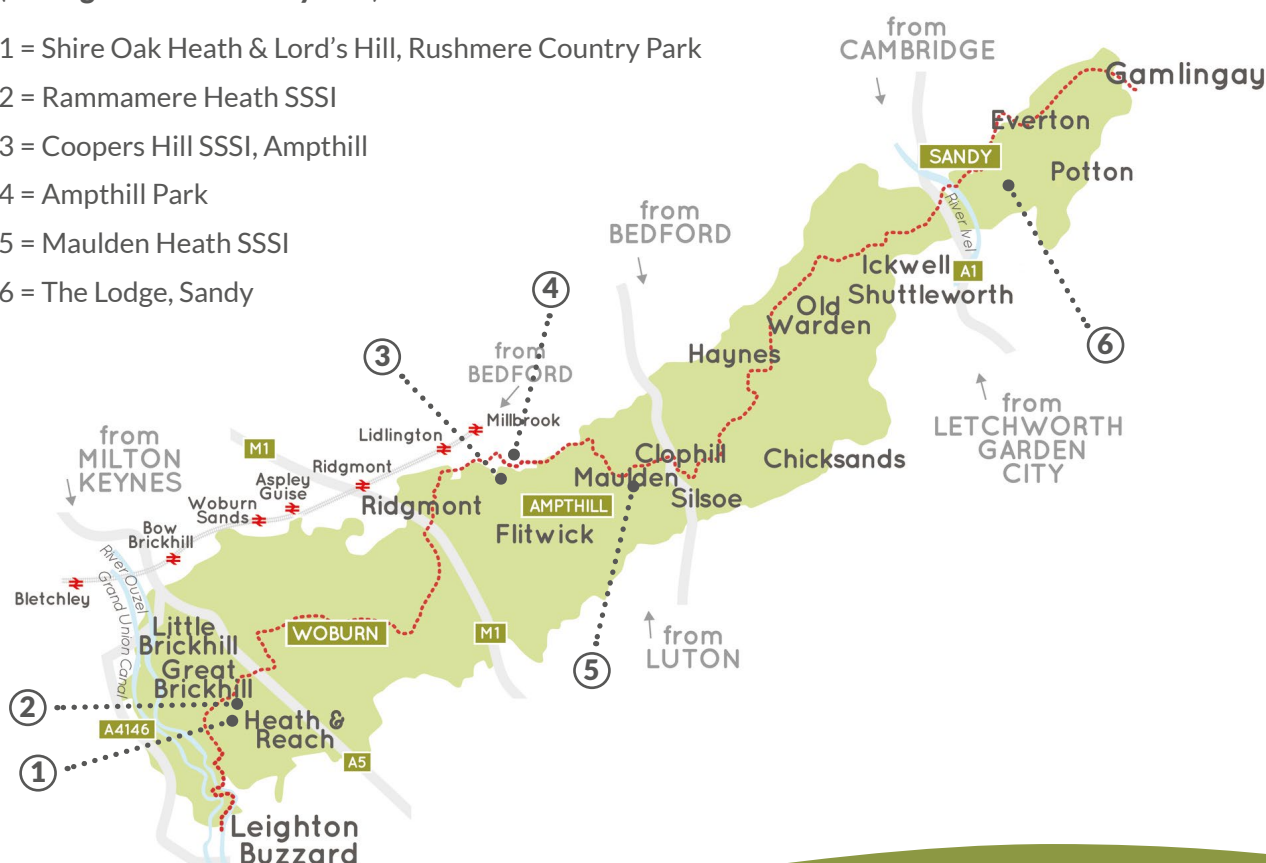 1 = Shire Oak Heath & Lord's Hill, Rushmere Country Park
2 = Rammamere Heath SSSI
3 = Coopers Hill SSSI, Ampthill
4 = Ampthill Park
5 = Maulden Heath SSSI
6 = The Lodge, Sandy
from
CAMBRIDGE
Gamlingay
Everton
SANDY
Potton
River Ivel
from
BEDFORD
Ickwell
A1
Shuttleworth
Old
Warden
4
6
3
Haynes
from
BEDFORD
from
LETCHWORTH
GARDEN
CITY
Millbrook
Lidlington
M1
from
MILTON
KEYNES
Ridgmont
Aspley
Guise
Woburn
Sands
Bow
Brickhill
Bletchley
Clophill
Chicksands
Maulden
Silsoe
Ridgmont
AMPTHILL
Flitwick
River Ouzel
Grand Union Canal
Little
Brickhill
Great
Brickhill
WOBURN
M1
from
LUTON
5
2
1
A4146
Heath &
Reach
A5
Leighton
Buzzard